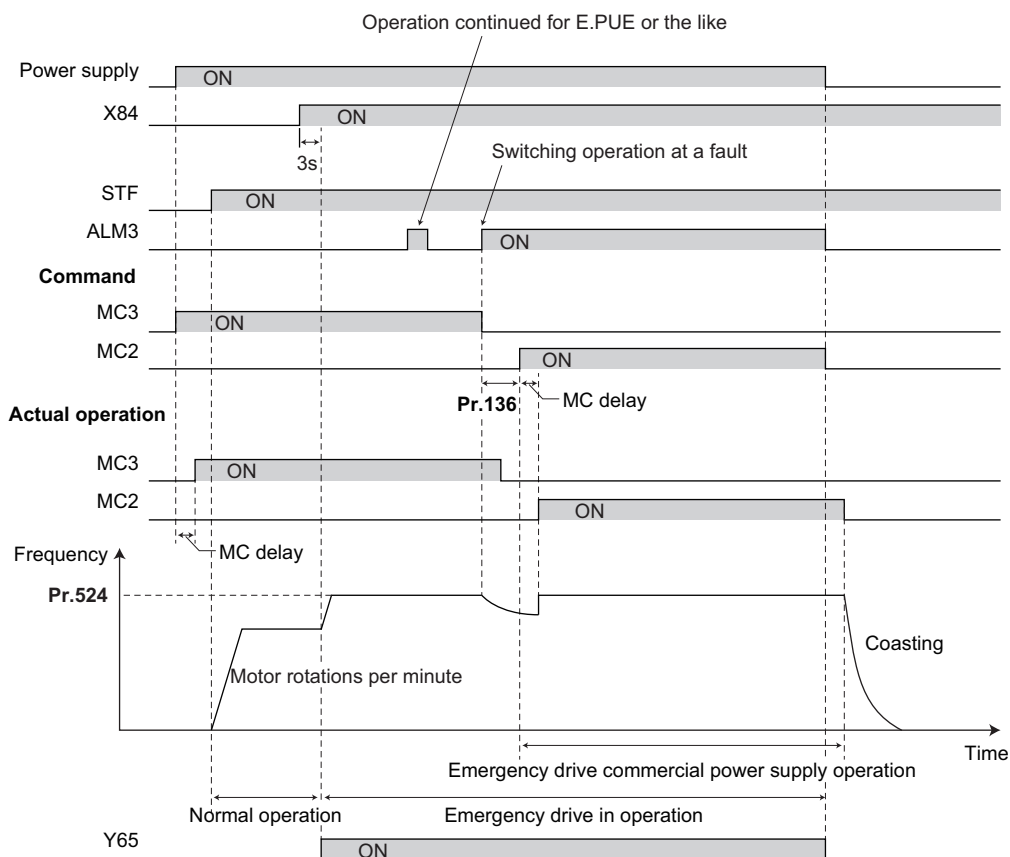 Operation continued for E.PUE or the like
Power supply
ON
X84
ON
3s
Switching operation at a fault
STF
ON
ALM3
ON
Command
MC3
ON
MC2
ON
Pr.136
MC delay
Actual operation
MC3
ON
MC2
ON
MC delay
Frequency
Pr.524
Motor rotations per minute
Coasting
Time
Emergency drive commercial power supply operation
Normal operation
Emergency drive in operation
Y65
ON